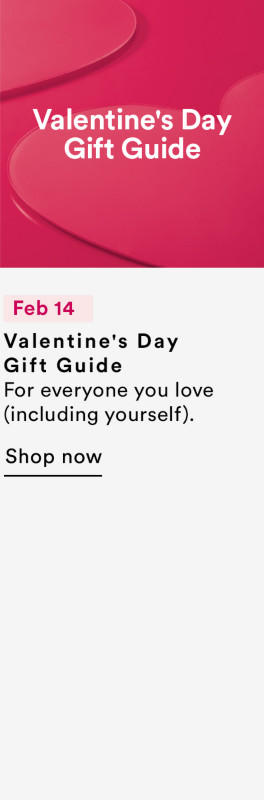 Valentine's Day
Gift Guide
Feb 14
Valentine's Day
Gift Guide
For everyone you love
(including yourself).
Shop now